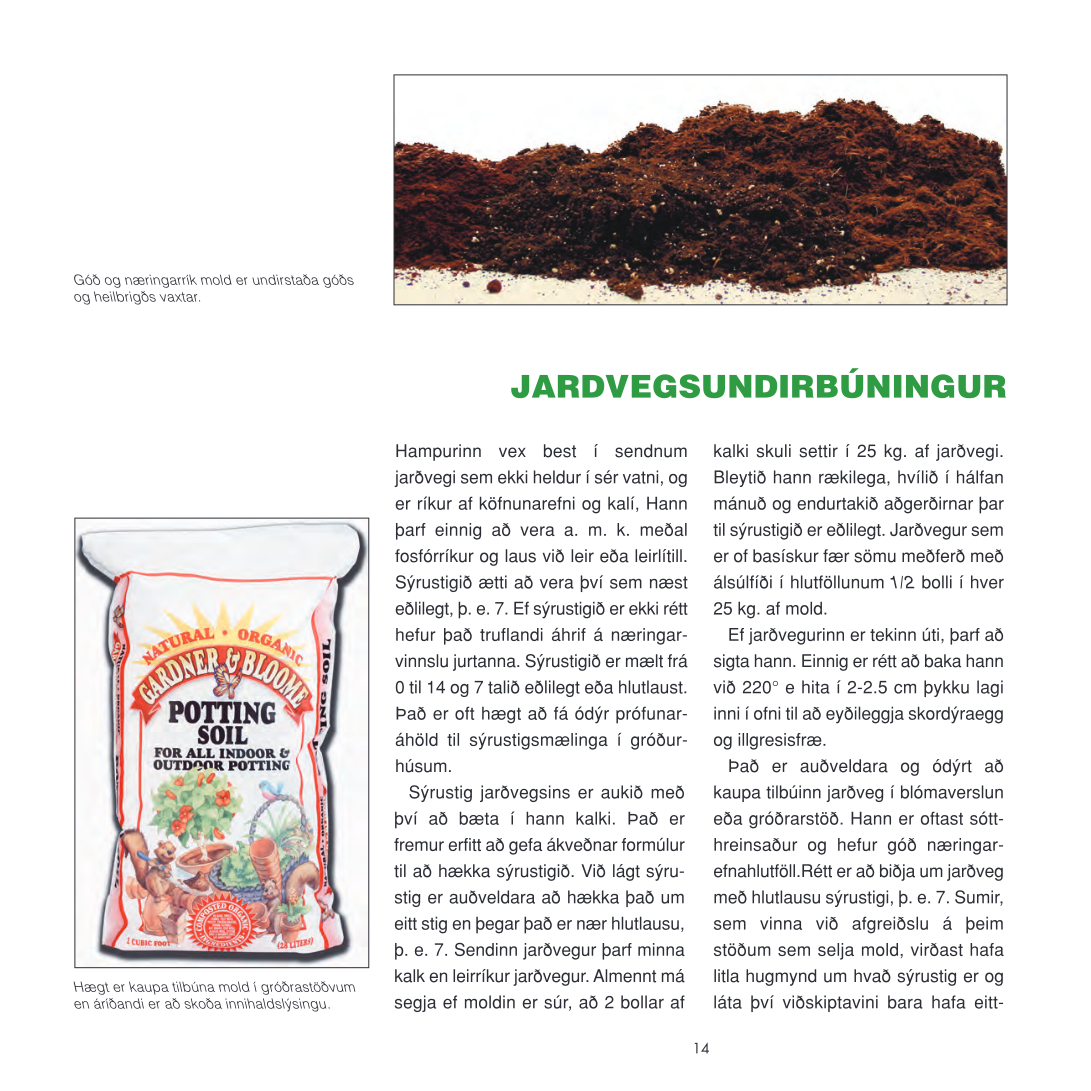 Góð og næringarrík mold er undirstaða góðs
og heilbrigðs vaxtar.
JARDVEGSUNDIRBÚNINGUR
Hampurinn vex best í sendnum
jarðvegi sem ekki heldur í sér vatni, og
er ríkur af köfnunarefni og kalí, Hann
þarf einnig að vera a. m. k. meðal
fosfórríkur og laus við leir eða leirlítill.
Sýrustigið ætti að vera því sem næst
eðlilegt, þ. e. 7. Ef sýrustigið er ekki rétt
hefur það truflandi áhrif á næringar-
vinnslu jurtanna. Sýrustigið er mælt frá
0 til 14 og 7 talið eðlilegt eða hlutlaust.
Það er oft hægt að fá ódýr prófunar-
áhöld til sýrustigsmælinga í gróður-
húsum.
Sýrustig jarðvegsins er aukið með
því að bæta í hann kalki. Það er
fremur erfitt að gefa ákveðnar formúlur
til að hækka sýrustigið. Við lágt sýru-
stig er auðveldara að hækka það um
eitt stig en þegar það er nær hlutlausu,
þ. e. 7. Sendinn jarðvegur þarf minna
kalk en leirríkur jarðvegur. Almennt má
segja ef moldin er súr, að 2 bollar af
kalki skuli settir í 25 kg. af jarðvegi.
Bleytið hann rækilega, hvílið í hálfan
mánuð og endurtakið aðgerðirnar þar
til sýrustigið er eðlilegt. Jarðvegur sem
er of basískur fær sömu meðferð með
álsúlfíði í hlutföllunum 1/2 bolli í hver
25 kg. af mold.
Ef jarðvegurinn er tekinn úti, þarf að
sigta hann. Einnig er rétt að baka hann
við 220° e hita í 2-2.5 cm þykku lagi
inni í ofni til að eyðileggja skordýraegg
og illgresisfræ.
Það er auðveldara og ódýrt að
kaupa tilbúinn jarðveg í blómaverslun
eða gróðrarstöð. Hann er oftast sótt-
hreinsaður og hefur góð næringar-
efnahlutföll.Rétt er að biðja um jarðveg
með hlutlausu sýrustigi, þ. e. 7. Sumir,
sem vinna við afgreiðslu á þeim
stöðum sem selja mold, virðast hafa
litla hugmynd um hvað sýrustig er og
láta því viðskiptavini bara hafa eitt-
NATURAL • ORGANIC
GARDNER & BLOOME
POTTING
SOIL
FOR ALL INDOOR &
OUTDOOR POTTING
COMPOSTED ORGANIC
INGREDIENTS
1 CUBIC FOOT
(28 LITERS)
Hægt er kaupa tilbúna mold í gróðrastöðvum
en áríðandi er að skoða innihaldslýsingu.
14